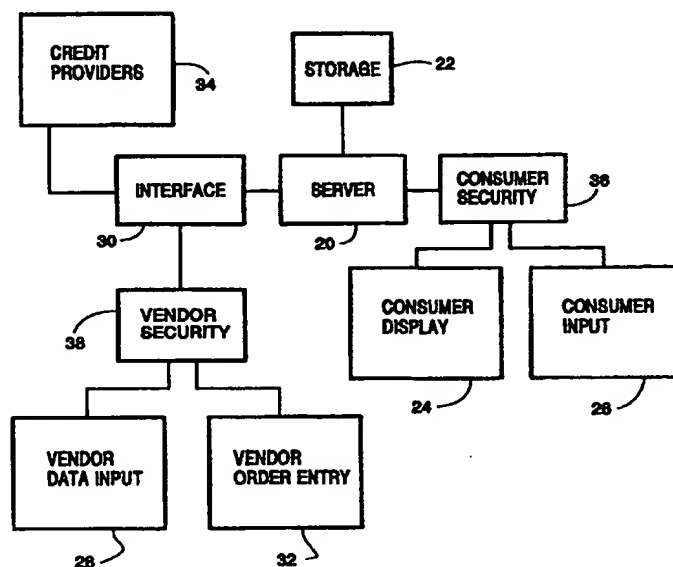 CREDIT
PROVIDERS
34
STORAGE
22
INTERFACE
30
SERVER
20
CONSUMER
SECURITY
36
VENDOR
SECURITY
38
CONSUMER
DISPLAY
24
CONSUMER
INPUT
26
VENDOR
DATA INPUT
28
VENDOR
ORDER ENTRY
32